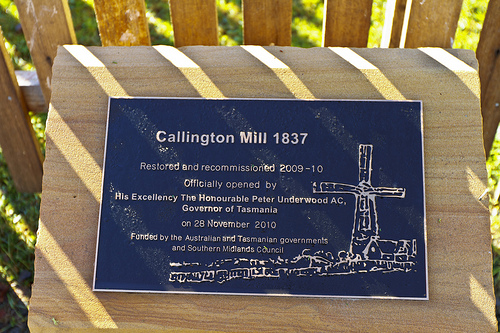 Callington Mill 1837
Restored and recommissioned 2009-10
Officially opened by
His Excellency The Honourable Peter Underwood AC,
Governor of Tasmania
on 28 November 2010
Funded by the Australian and Tasmanian governments
and Southern Midlands Council